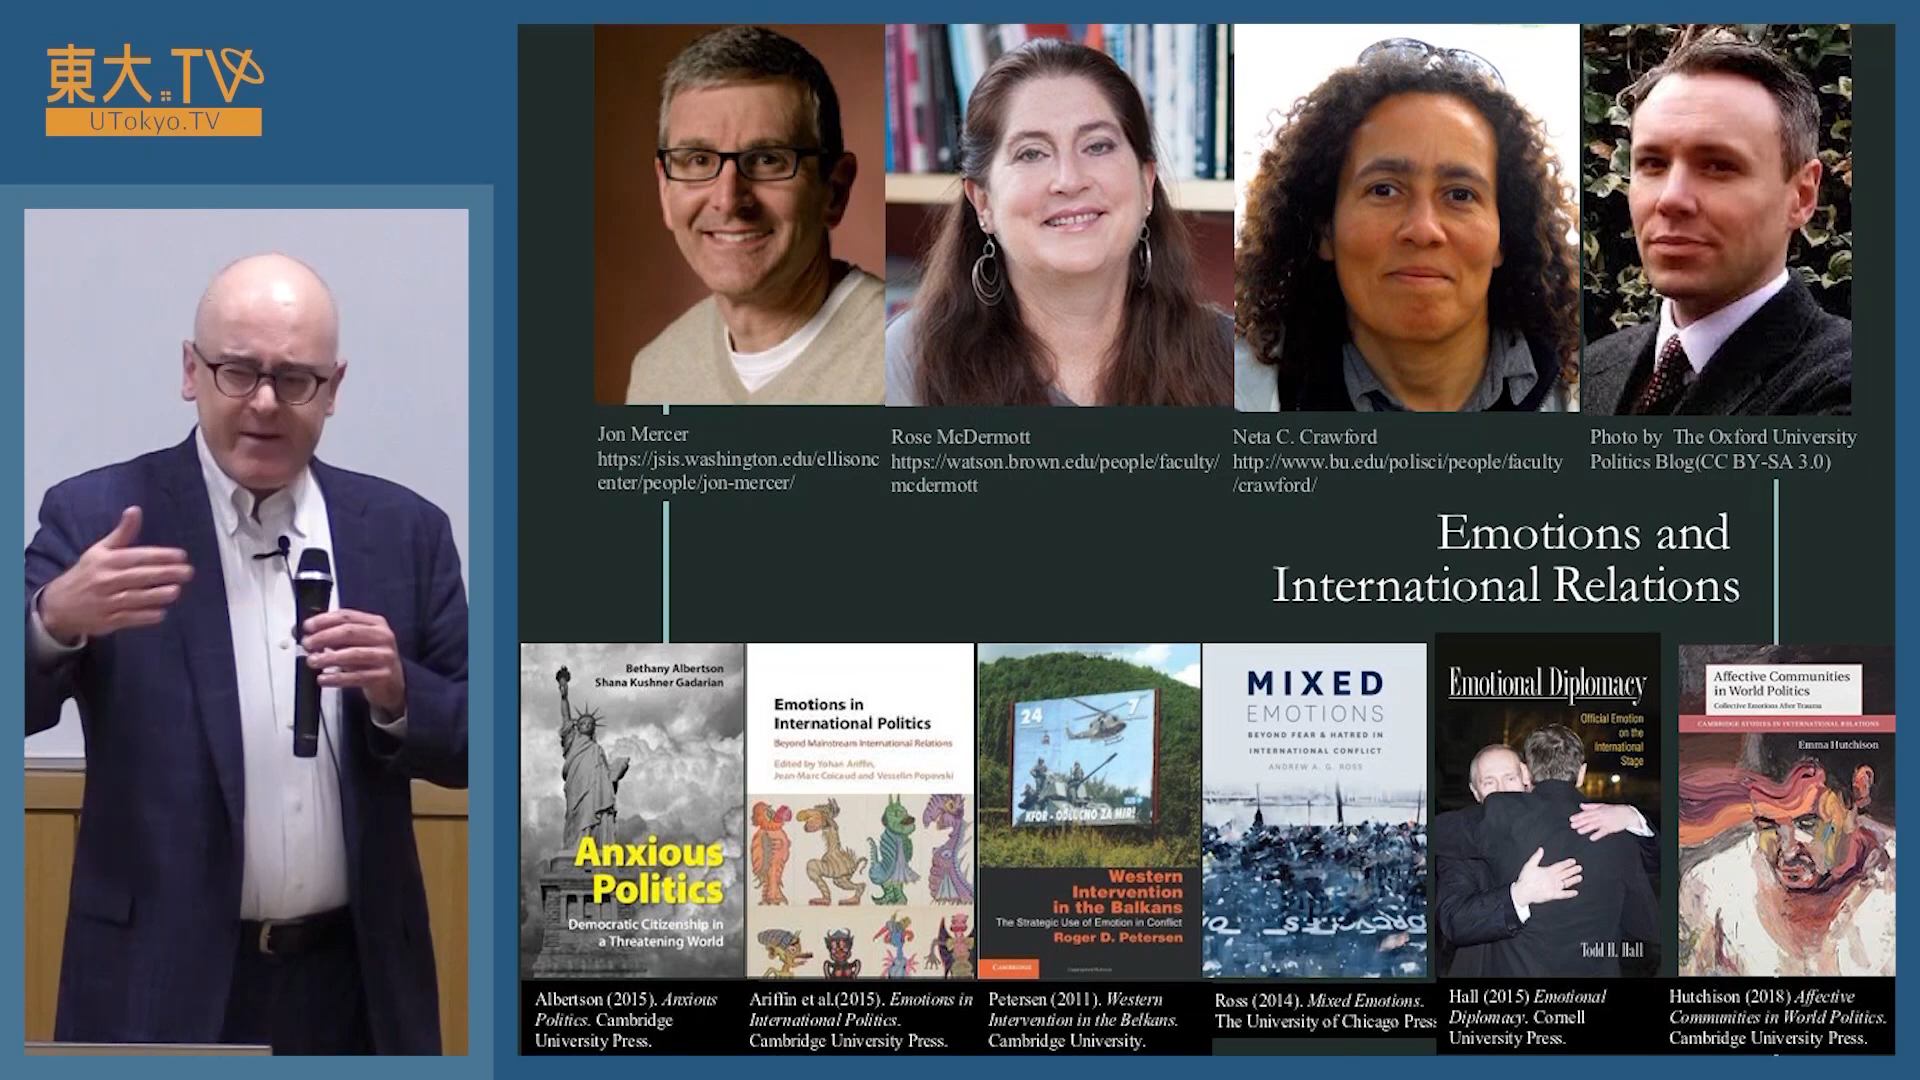 東大.TV
UTokyo.TV
Jon Mercer
https://jsis.washington.edu/ellisonc
enter/people/jon-mercer/
Rose McDermott
https://watson.brown.edu/people/faculty/
mcdermott
Neta C. Crawford
http://www.bu.edu/polisci/people/faculty
/crawford/
Photo by The Oxford University
Politics Blog(CC BY-SA 3.0)
Emotions and
International Relations
Bethany Albertson
Shana Kushner Gadarian
Anxious
Politics
Democratic Citizenship in
a Threatening World
Emotions in
International Politics
Beyond Mainstream International Relations
Edited by Yohan Ariffin,
Jean-Marc Coicaud and Vesselin Popovski
24 7
KFOR - ODLUČNO ZA MIR!
Western
Intervention
in the Balkans
The Strategic Use of Emotion in Conflict
Roger D. Petersen
CAMBRIDGE
MIXED
EMOTIONS
BEYOND FEAR & HATRED IN
INTERNATIONAL CONFLICT
ANDREW A. G. ROSS
Emotional Diplomacy
Official Emotion
on the
International
Stage
Todd H. Hall
Affective Communities
in World Politics
Collective Emotions After Trauma
CAMBRIDGE STUDIES IN INTERNATIONAL RELATIONS
Emma Hutchison
Albertson (2015). Anxious
Politics. Cambridge
University Press.
Ariffin et al.(2015). Emotions in
International Politics.
Cambridge University Press.
Petersen (2011). Western
Intervention in the Belkans.
Cambridge University.
Ross (2014). Mixed Emotions.
The University of Chicago Press
Hall (2015) Emotional
Diplomacy. Cornell
University Press.
Hutchison (2018) Affective
Communities in World Politics.
Cambridge University Press.